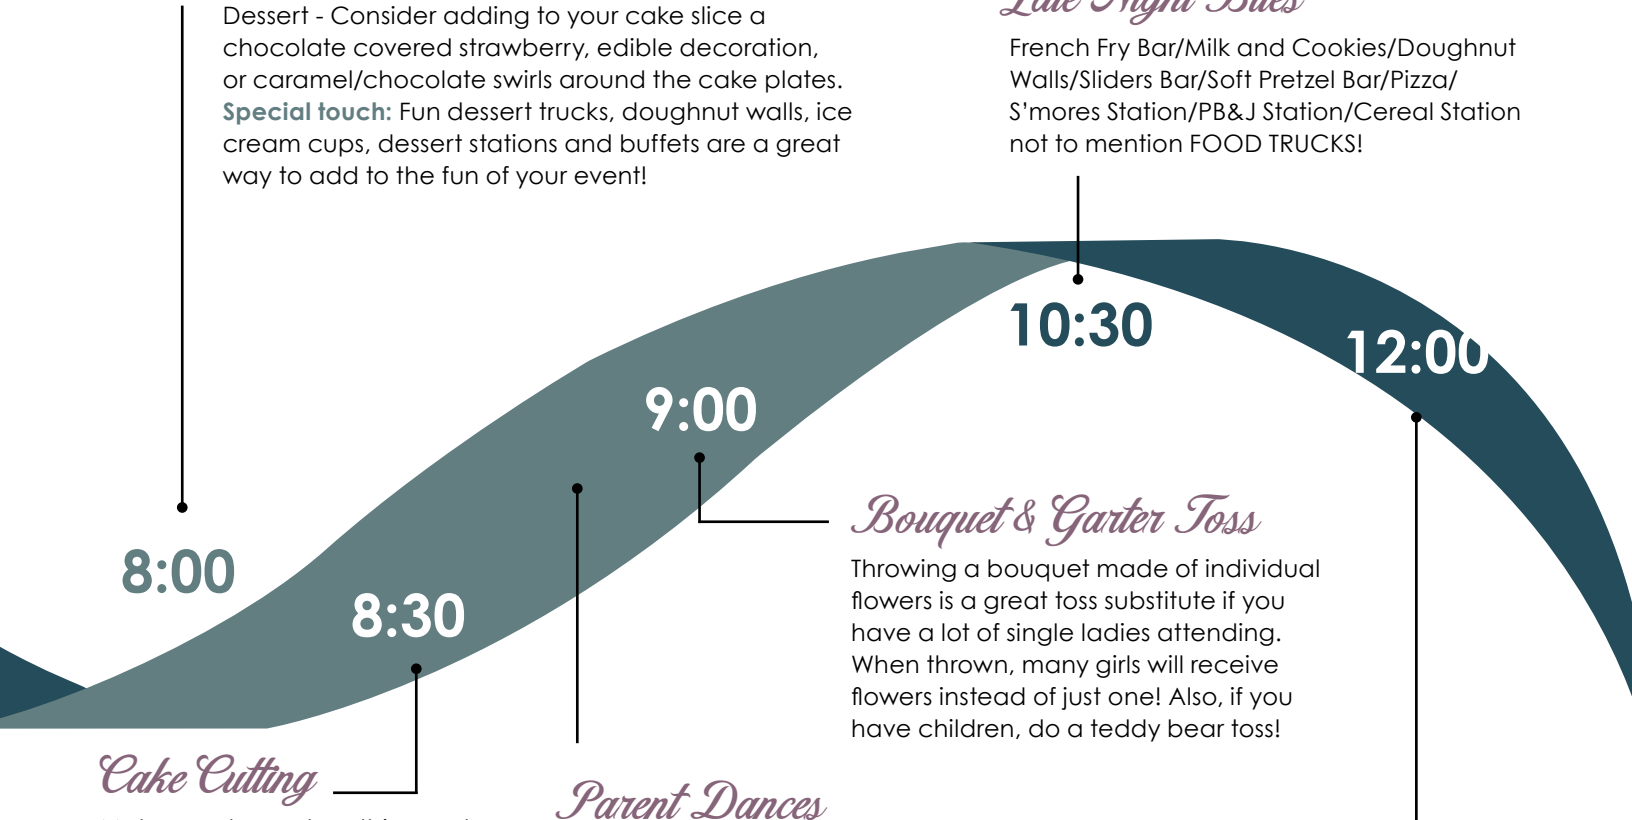 Dessert - Consider adding to your cake slice a
chocolate covered strawberry, edible decoration,
or caramel/chocolate swirls around the cake plates.
Special touch: Fun dessert trucks, doughnut walls, ice
cream cups, dessert stations and buffets are a great
way to add to the fun of your event!
Late Night Bites
French Fry Bar/Milk and Cookies/Doughnut
Walls/Sliders Bar/Soft Pretzel Bar/Pizza/
S’mores Station/PB&J Station/Cereal Station
not to mention FOOD TRUCKS!
10:30
12:00
9:00
8:00
8:30
Bouquet & Garter Toss
Throwing a bouquet made of individual
flowers is a great toss substitute if you
have a lot of single ladies attending.
When thrown, many girls will receive
flowers instead of just one! Also, if you
have children, do a teddy bear toss!
Cake Cutting
Parent Dances